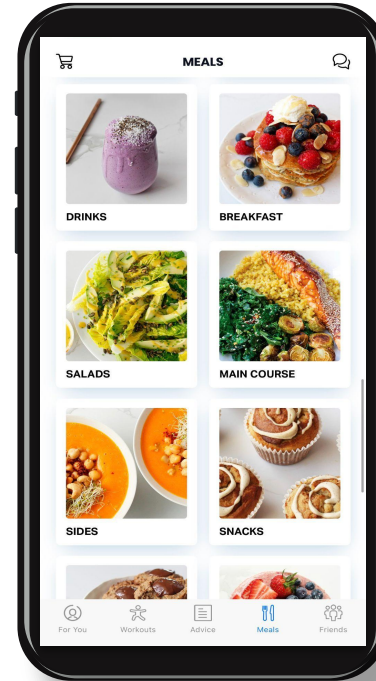 MEALS
DRINKS BREAKFAST
SALADS MAIN COURSE
SIDES SNACKS
For You Workouts Advice Meals Friends